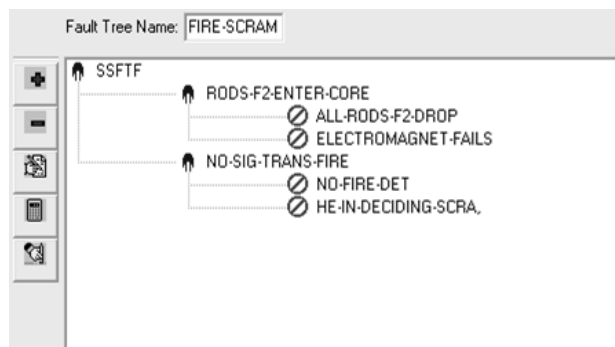 Fault Tree Name: FIRE-SCRAM
SSFTF
RODS-F2-ENTER-CORE
ALL-RODS-F2-DROP
ELECTROMAGNET-FAILS
NO-SIG-TRANS-FIRE
NO-FIRE-DET
HE-IN-DECIDING-SCRA,